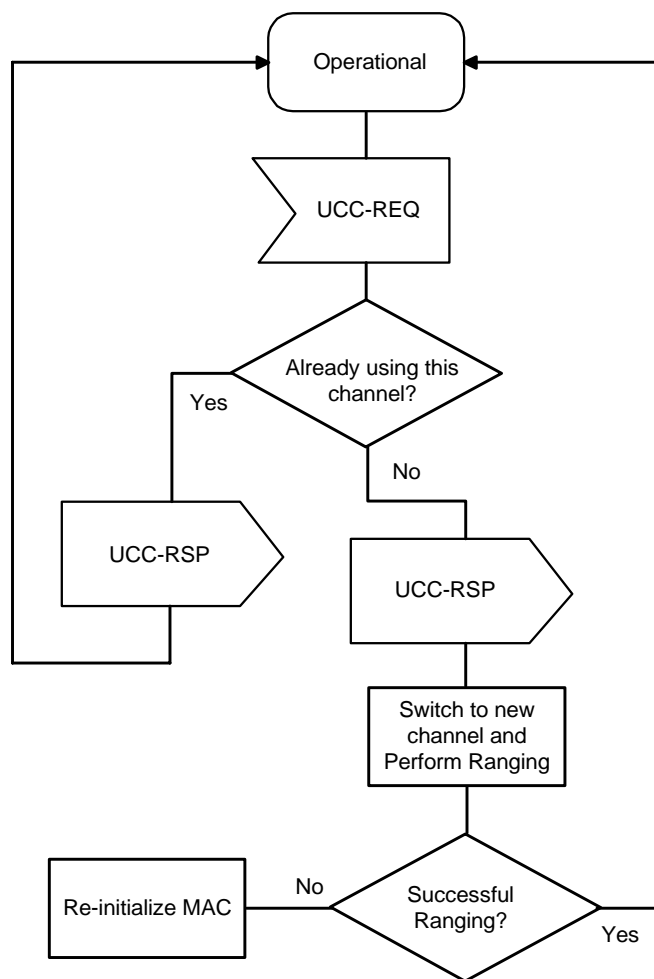 Operational
UCC-REQ
Already using this
channel?
Yes
No
UCC-RSP
UCC-RSP
Switch to new
channel and
Perform Ranging
No
Re-initialize MAC
Successful
Ranging?
Yes